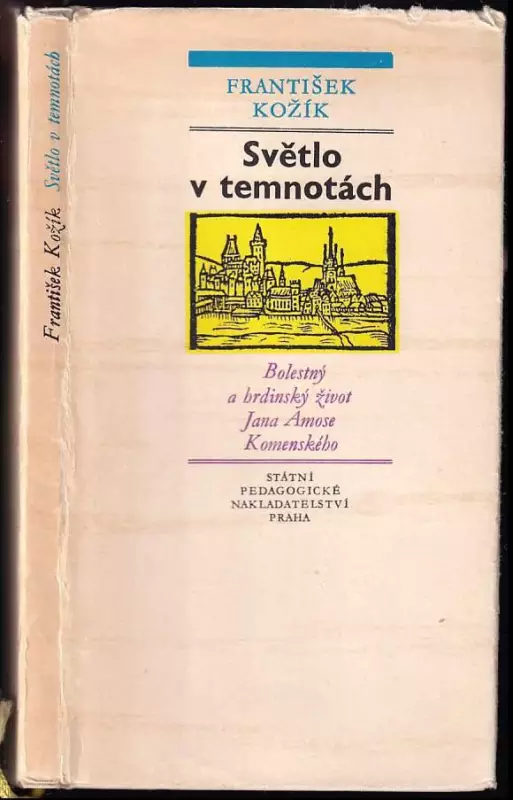 František Kožík Světlo v temnotách
FRANTIŠEK
KOŽÍK
Světlo
v temnotách
Bolestný
a hrdinský život
Jana Amose
Komenského
STÁTNÍ
PEDAGOGICKÉ
NAKLADATELSTVÍ
PRAHA